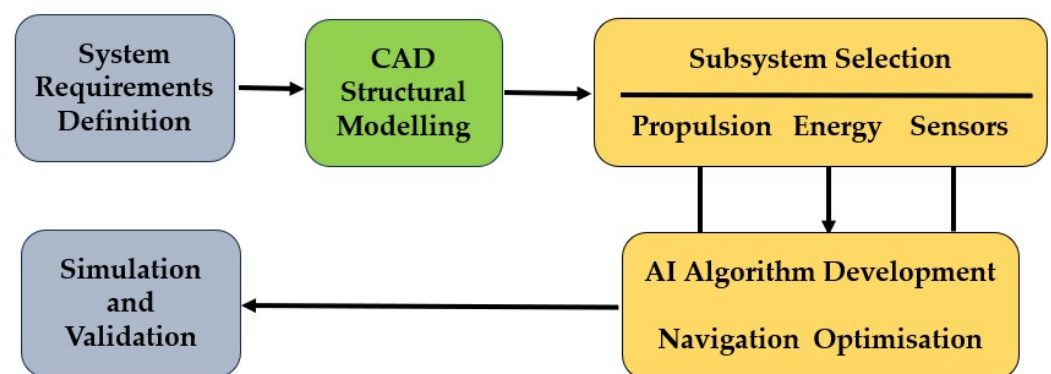 System
Requirements
Definition
CAD
Structural
Modelling
Subsystem Selection
Propulsion Energy Sensors
AI Algorithm Development
Navigation Optimisation
Simulation
and
Validation